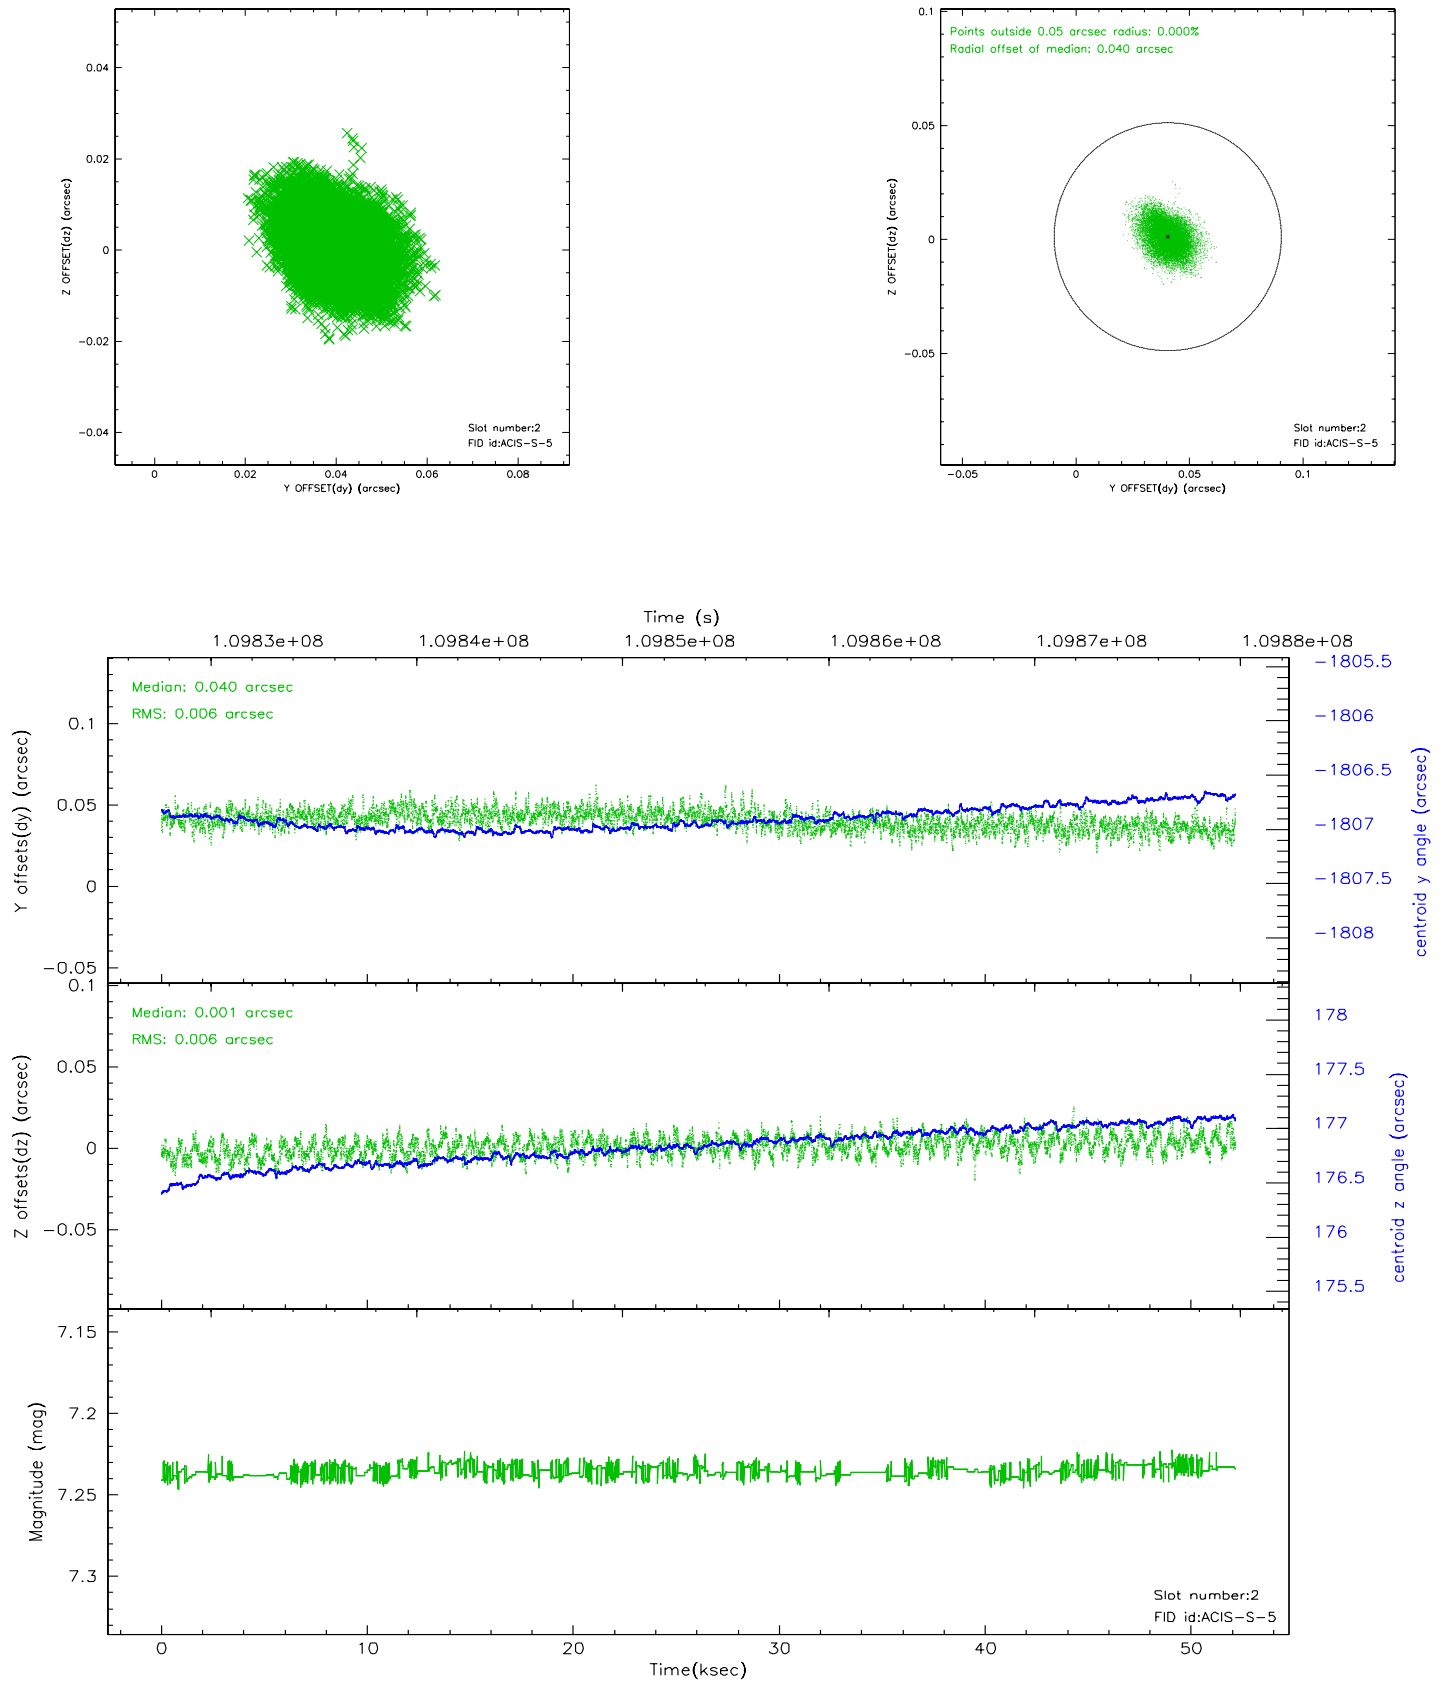 0.04
0.02
0
-0.02
-0.04
Z OFFSET(dz) (arcsec)
Slot number:2
FID id:ACIS-S-5
0
0.02
0.04
0.06
0.08
Y OFFSET(dy) (arcsec)
0.1
0.05
0
-0.05
Z OFFSET(dz) (arcsec)
Points outside 0.05 arcsec radius: 0.000%
Radial offset of median: 0.040 arcsec
Slot number:2
FID id:ACIS-S-5
-0.05
0
0.05
0.1
Y OFFSET(dy) (arcsec)
Time (s)
1.0983e+08
1.0984e+08
1.0985e+08
1.0986e+08
1.0987e+08
1.0988e+08
Median: 0.040 arcsec
RMS: 0.006 arcsec
0.1
0.05
0
-0.05
Y offsets(dy) (arcsec)
-1805.5
-1806
-1806.5
-1807
-1807.5
-1808
centroid y angle (arcsec)
Median: 0.001 arcsec
RMS: 0.006 arcsec
0.1
0.05
0
-0.05
Z offsets(dz) (arcsec)
178
177.5
177
176.5
176
175.5
centroid z angle (arcsec)
7.15
7.2
7.25
7.3
Magnitude (mag)
Slot number:2
FID id:ACIS-S-5
0
10
20
30
40
50
Time(ksec)